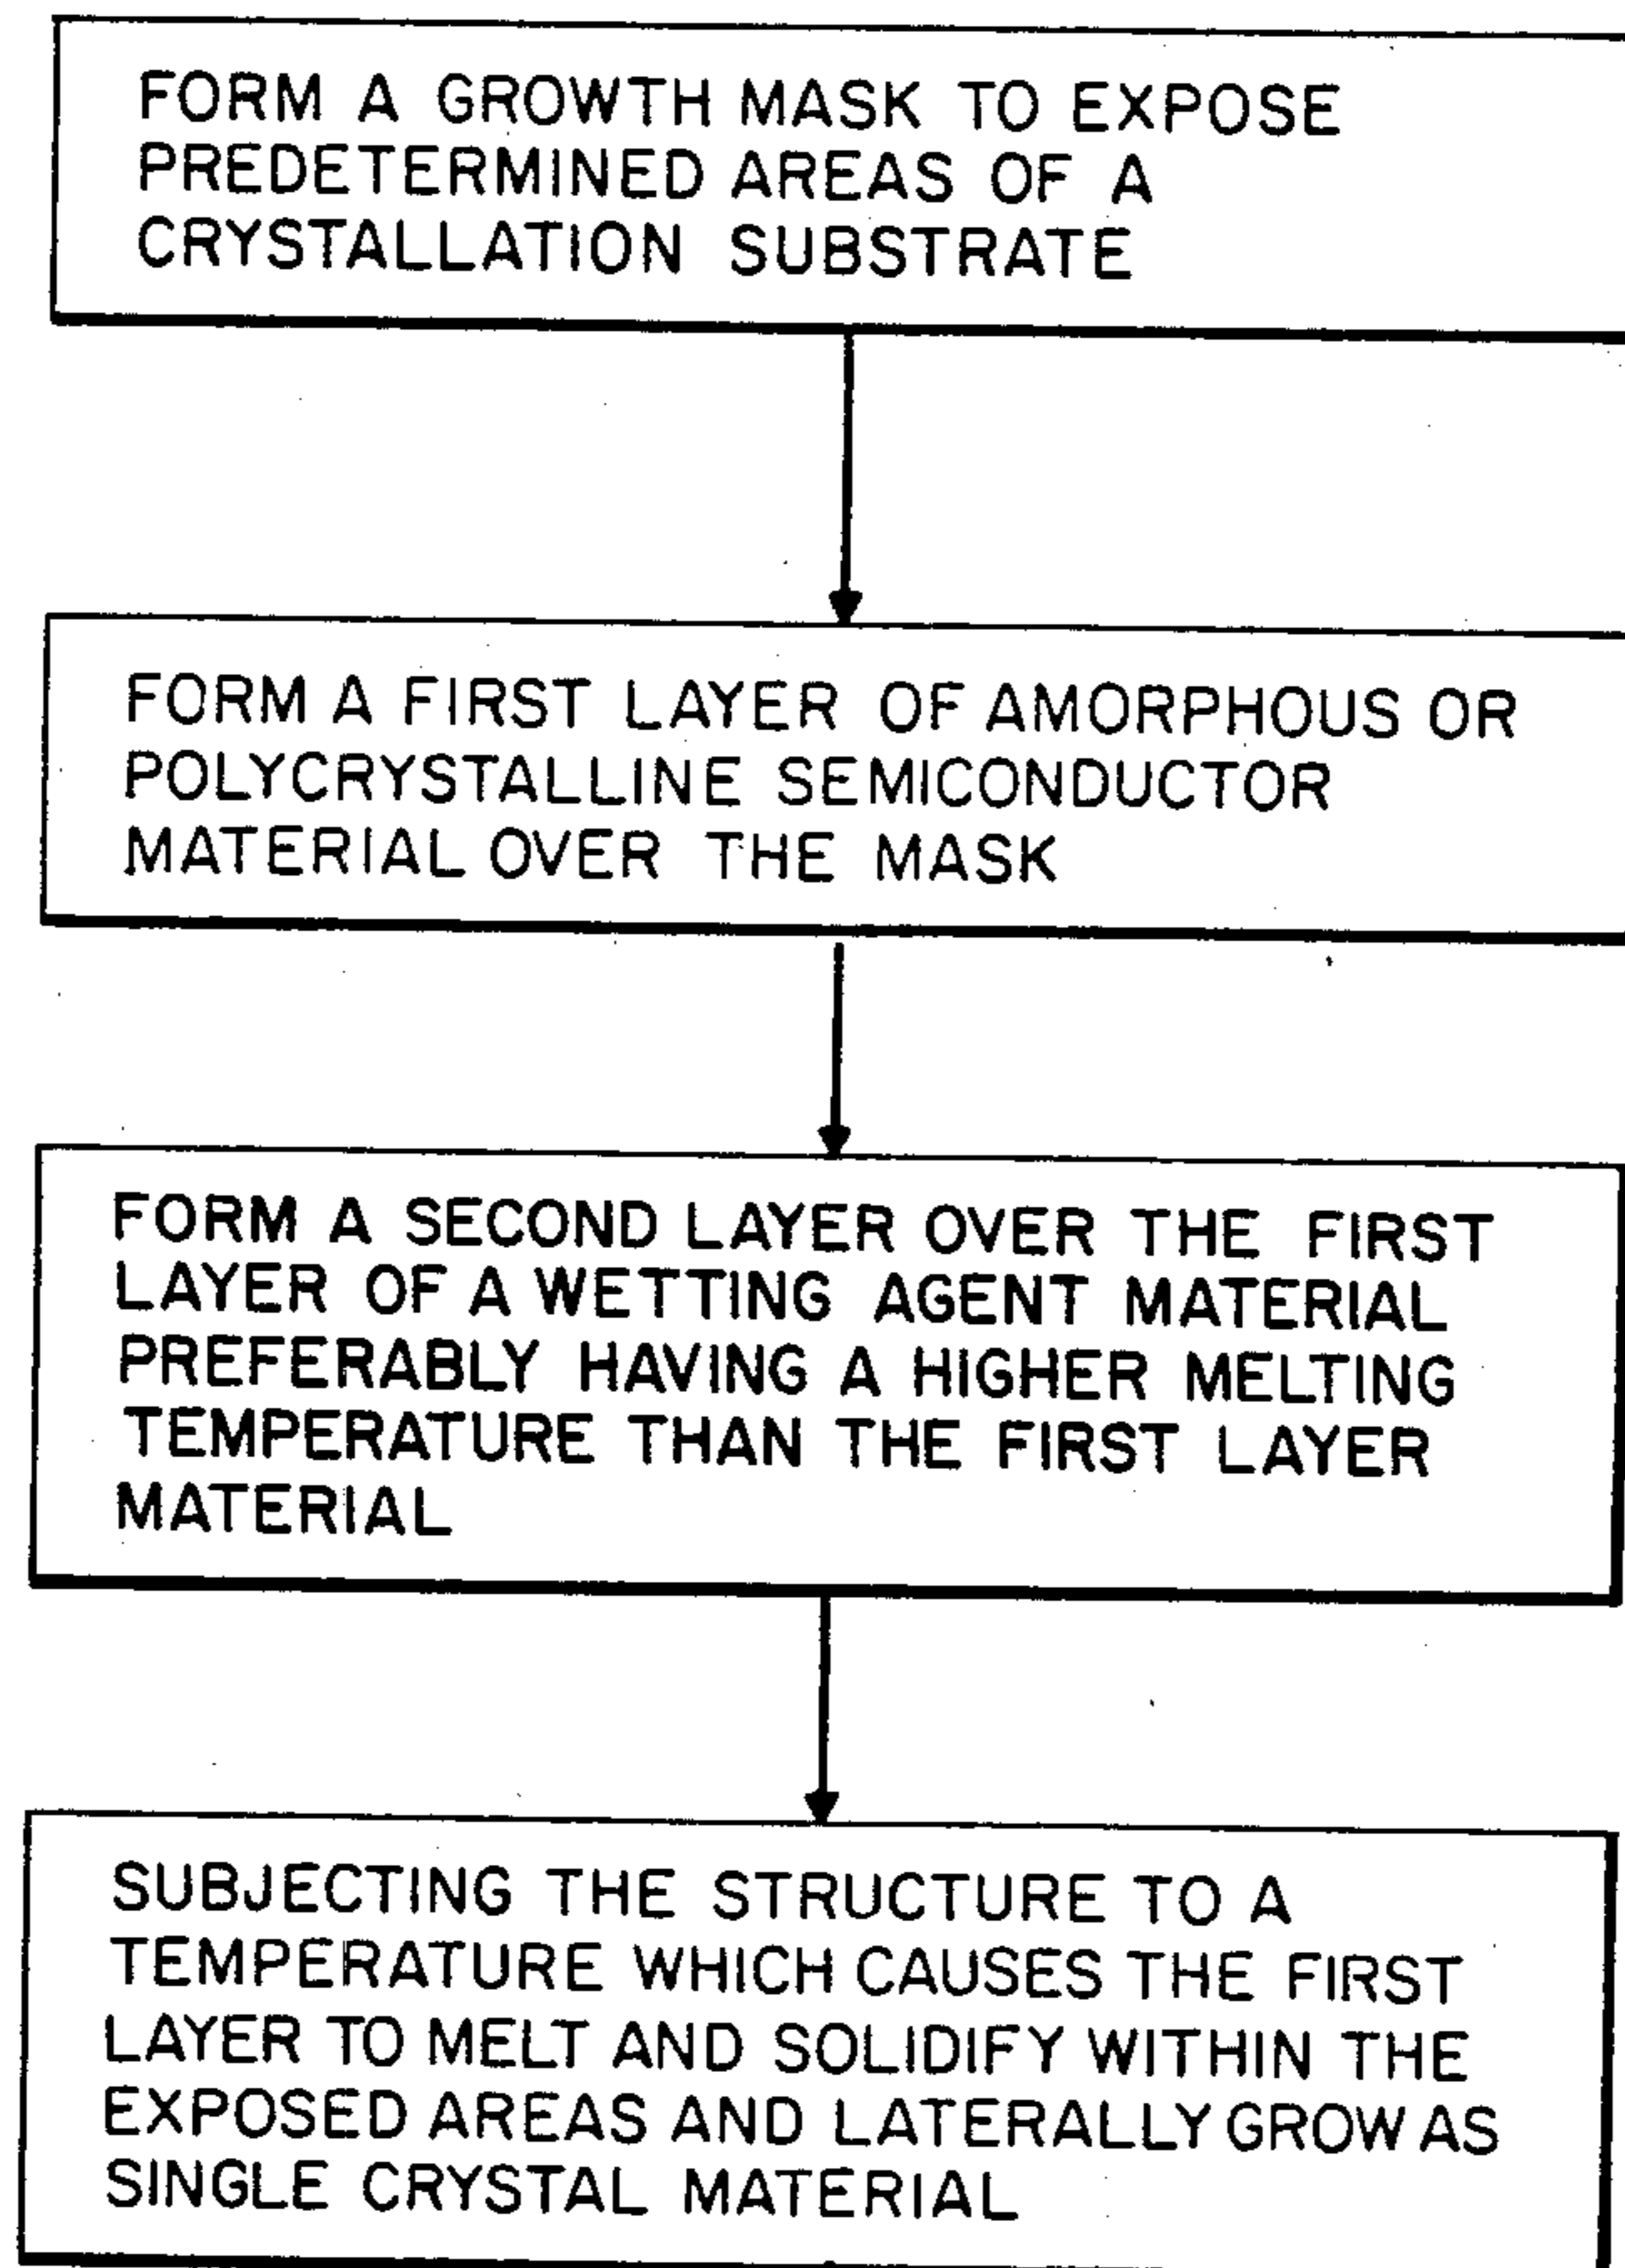 FORM A GROWTH MASK TO EXPOSE
PREDETERMINED AREAS OF A
CRYSTALLATION SUBSTRATE
FORM A FIRST LAYER OF AMORPHOUS OR
POLYCRYSTALLINE SEMICONDUCTOR
MATERIAL OVER THE MASK
FORM A SECOND LAYER OVER THE FIRST
LAYER OF A WETTING AGENT MATERIAL
PREFERABLY HAVING A HIGHER MELTING
TEMPERATURE THAN THE FIRST LAYER
MATERIAL
SUBJECTING THE STRUCTURE TO A
TEMPERATURE WHICH CAUSES THE FIRST
LAYER TO MELT AND SOLIDIFY WITHIN THE
EXPOSED AREAS AND LATERALLY GROW AS
SINGLE CRYSTAL MATERIAL